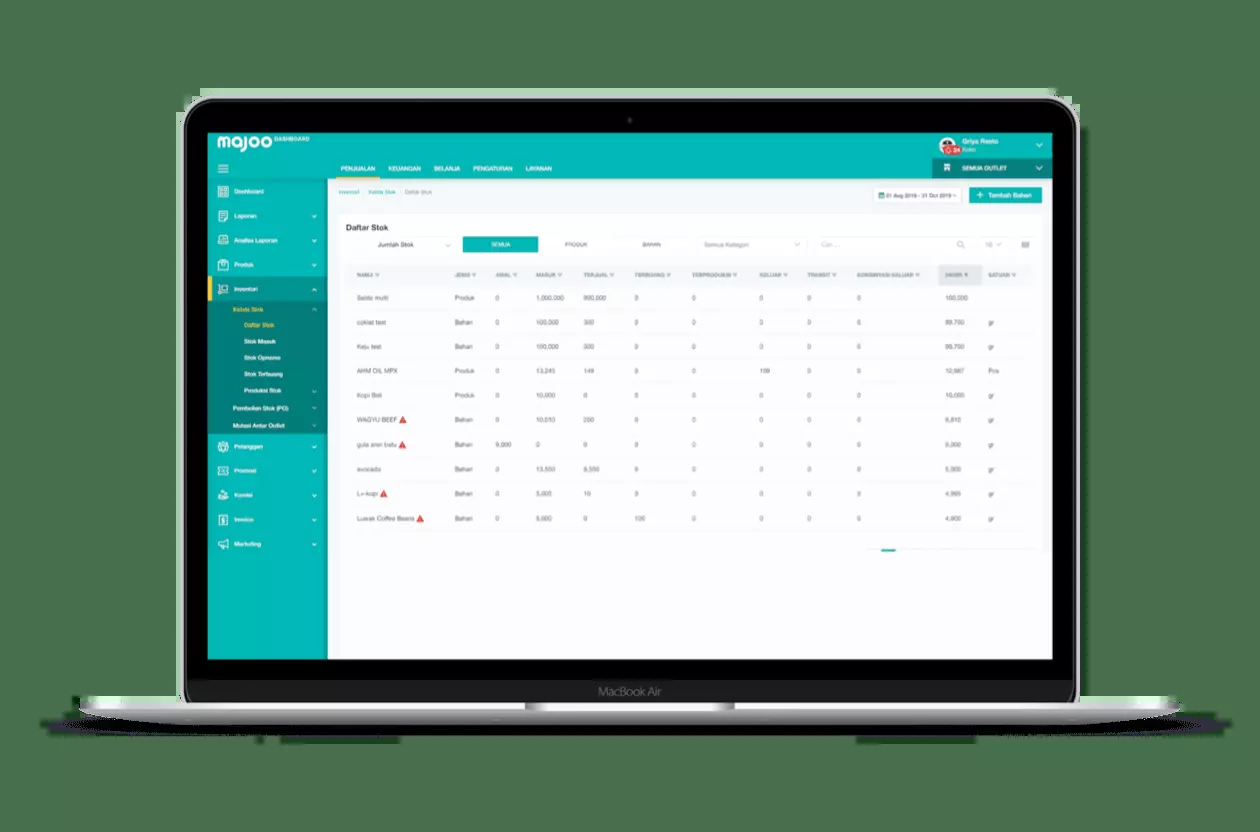 majoo DASHBOARD
Griya Resto
24
PENJUALAN KEUANGAN BELANJA PENGATURAN LAYANAN
SEMUA OUTLET
Inventori Kelola Stok Daftar Stok
01 Aug 2019 - 31 Oct 2019
+ Tambah Bahan
Dashboard
Laporan
Analisa Laporan
Produk
Inventori
Kelola Stok
Daftar Stok
Stok Masuk
Stok Opname
Stok Terbuang
Produksi Stok
Pembelian Stok (PO)
Mutasi Antar Outlet
Pelanggan
Promosi
Komisi
Invoice
Marketing
Daftar Stok
Jumlah Stok SEMUA PRODUK BAHAN Semua Kategori Cari ... 10
NAMA JENIS AWAL MASUK TERJUAL TERBUANG TERPRODUKSI KELUAR TRANSIT KONSINYASI KELUAR AKHIR SATUAN
Saldo multi Produk 0 1,000,000 900,000 0 0 0 0 0 100,000
coklat test Bahan 0 100,000 300 0 0 0 0 0 99,700 gr
Keju test Bahan 0 100,000 300 0 0 0 0 0 99,700 gr
AHM OIL MPX Produk 0 13,245 149 0 0 109 0 0 12,987 Pcs
Kopi Bali Produk 0 10,000 0 0 0 0 0 0 10,000 gr
WAGYU BEEF Bahan 0 10,010 200 0 0 0 0 0 9,810 gr
gula aren batu Bahan 9,000 0 0 0 0 0 0 0 9,000 gr
avocado Bahan 0 13,550 8,550 0 0 0 0 0 5,000 gr
L+-kopi Bahan 0 5,005 10 0 0 0 0 0 4,995 gr
Luwak Coffee Beans Bahan 0 5,000 0 100 0 0 0 0 4,900 gr
MacBook Air